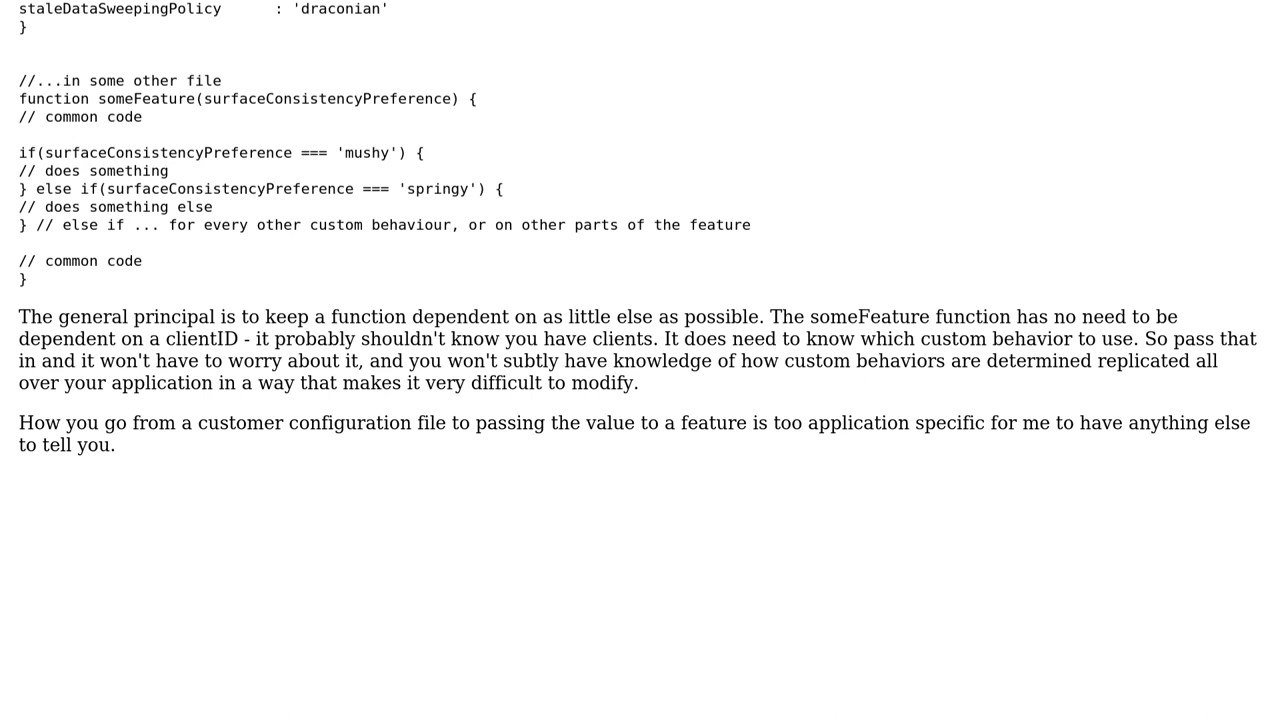 staleDataSweepingPolicy      : 'draconian'
}
//...in some other file
function someFeature(surfaceConsistencyPreference) {
// common code
if(surfaceConsistencyPreference === 'mushy') {
// does something
} else if(surfaceConsistencyPreference === 'springy') {
// does something else
} // else if ... for every other custom behaviour, or on other parts of the feature
// common code
}
The general principal is to keep a function dependent on as little else as possible. The someFeature function has no need to be
dependent on a clientID - it probably shouldn't know you have clients. It does need to know which custom behavior to use. So pass that
in and it won't have to worry about it, and you won't subtly have knowledge of how custom behaviors are determined replicated all
over your application in a way that makes it very difficult to modify.
How you go from a customer configuration file to passing the value to a feature is too application specific for me to have anything else
to tell you.